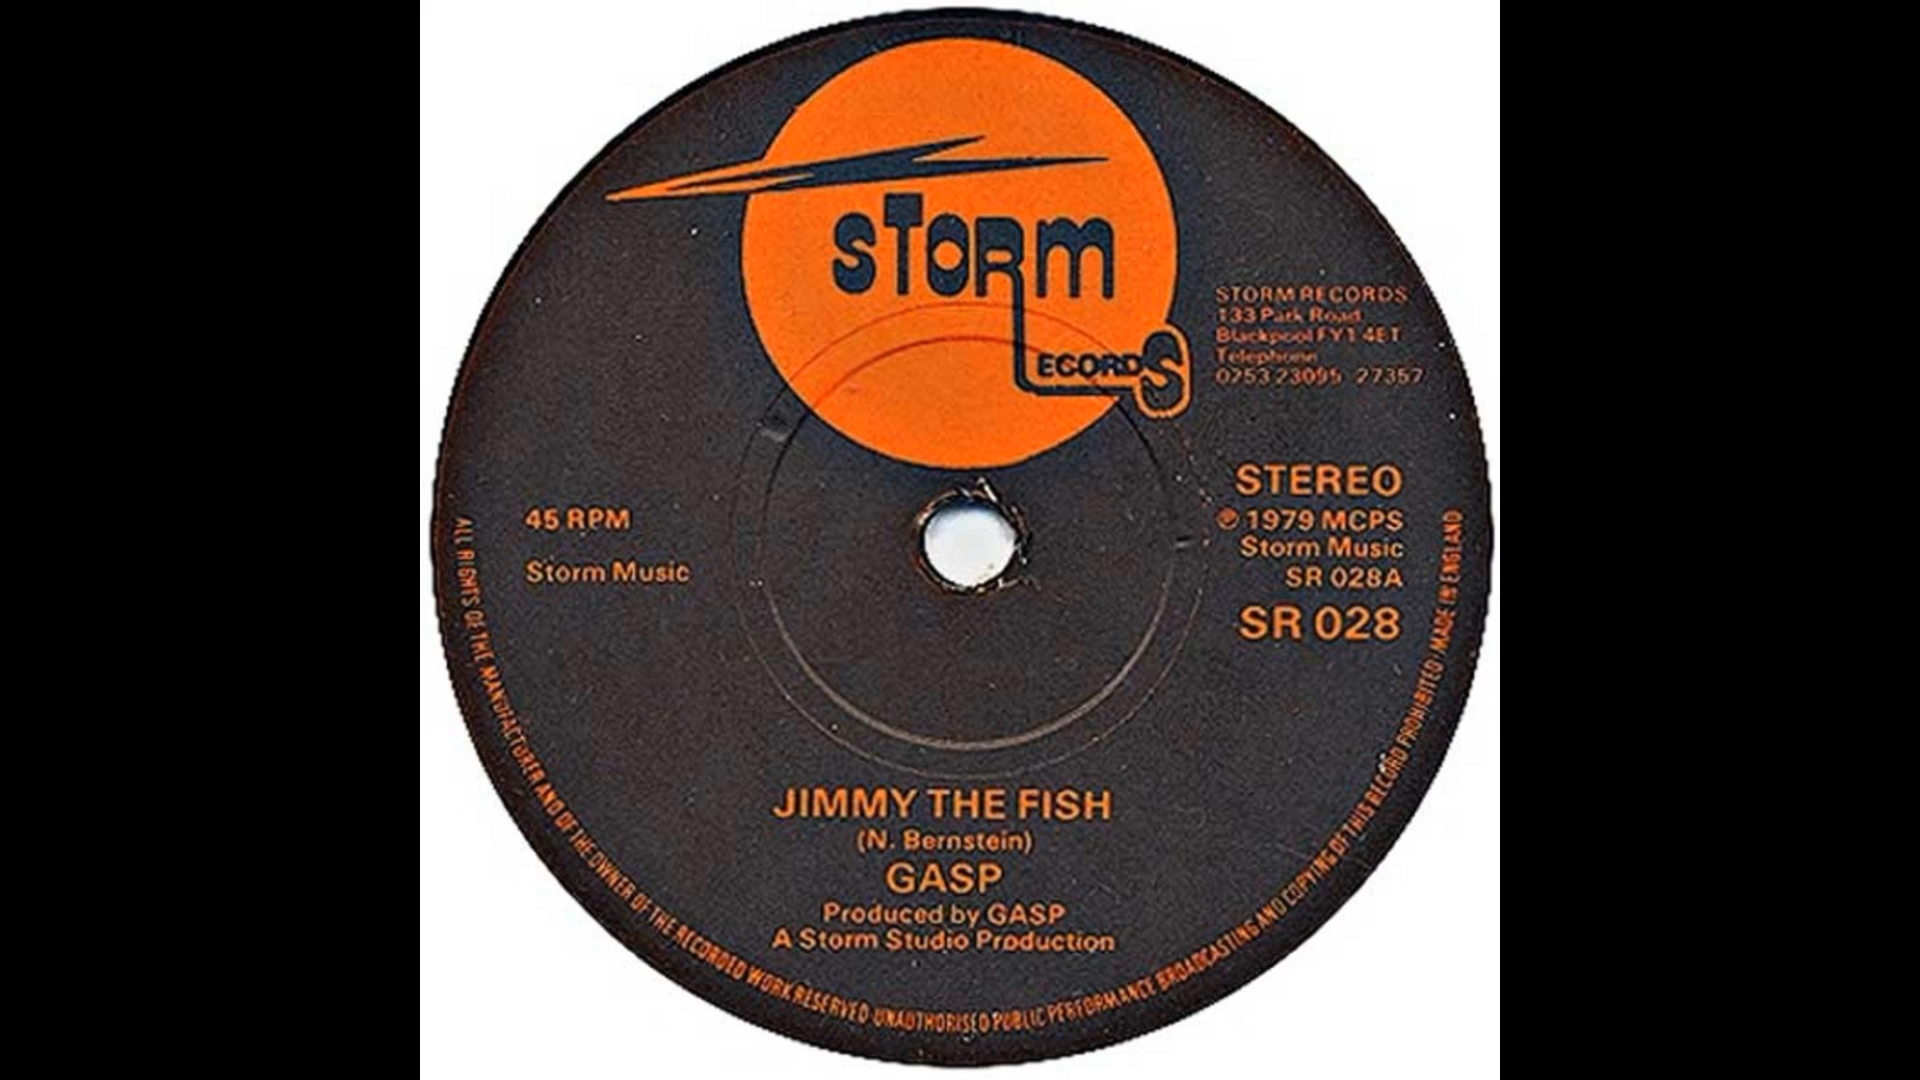 STORM
RECORDS
STORM RECORDS
133 Park Road
Blackpool FY1 4ET
Telephone
0253 23095 27357
45 RPM
Storm Music
STEREO
℗ 1979 MCPS
Storm Music
SR 028A
SR 028
JIMMY THE FISH
(N. Bernstein)
GASP
Produced by GASP
A Storm Studio Production
ALL RIGHTS OF THE MANUFACTURER AND OF THE OWNER OF THE RECORDED WORK RESERVED UNAUTHORISED PUBLIC PERFORMANCE BROADCASTING AND COPYING OF THIS RECORD PROHIBITED · MADE IN ENGLAND